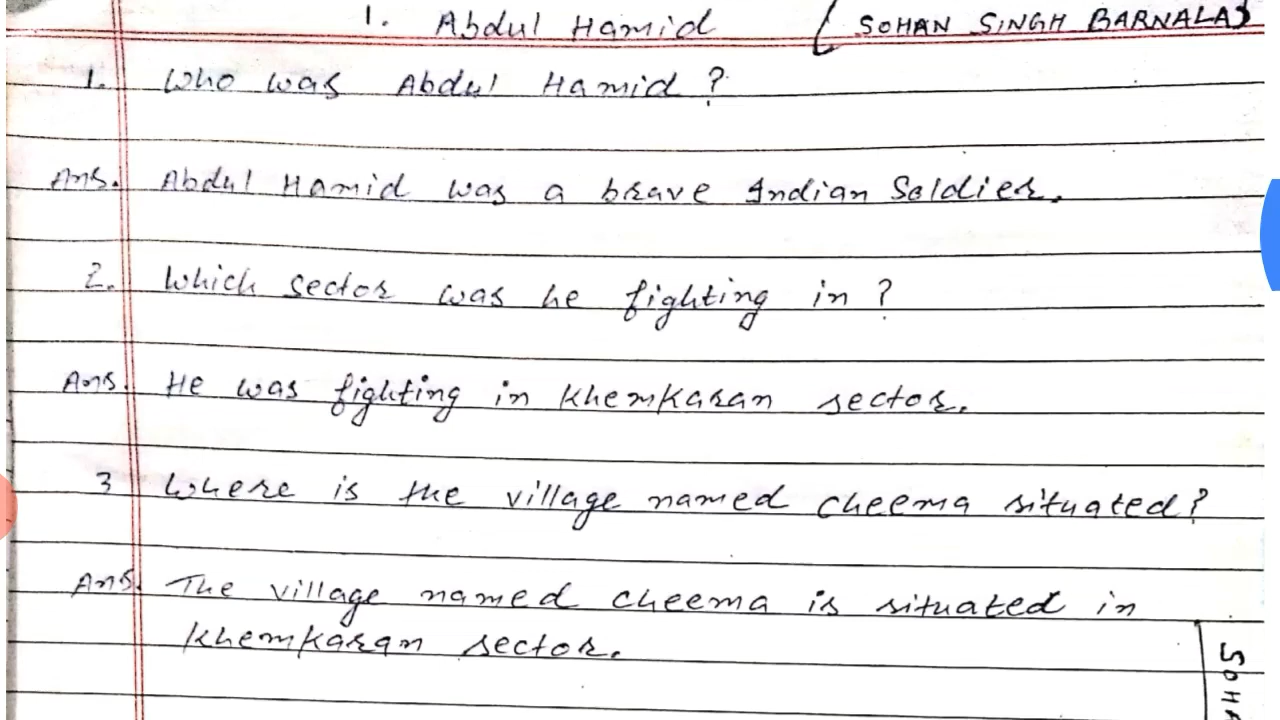 1. Abdul Hamid (SOHAN SINGH BARNALA)
1. Who was Abdul Hamid?
Ans. Abdul Hamid was a brave Indian Soldier.
2. Which sector was he fighting in?
Ans. He was fighting in Khemkaran sector.
3 Where is the village named cheema situated?
Ans. The village named cheema is situated in
Khemkaran sector.
SOHA